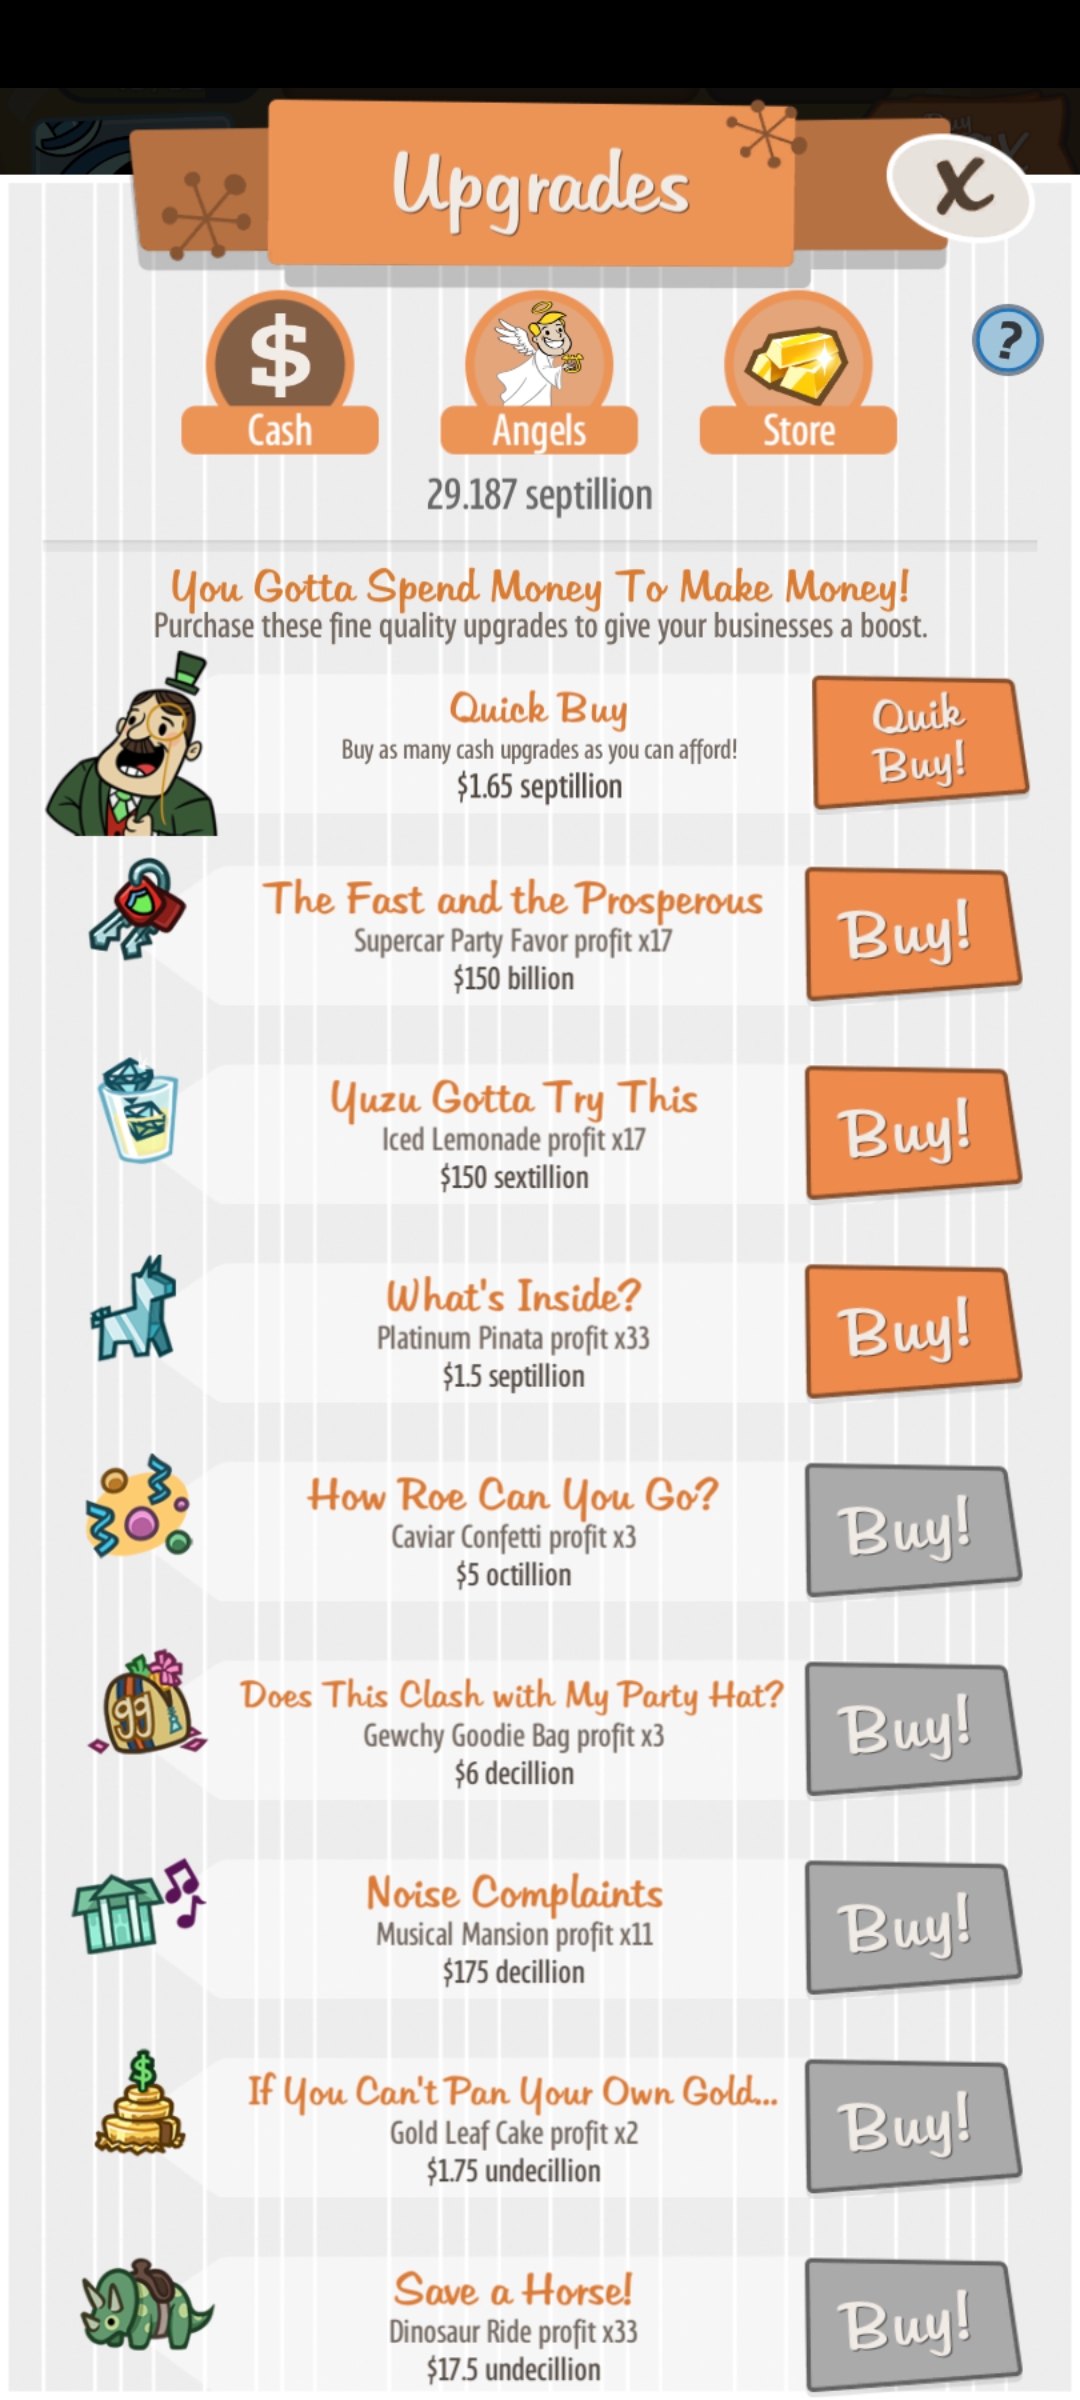 Upgrades
X
Cash
Angels
Store
?
29.187 septillion
You Gotta Spend Money To Make Money!
Purchase these fine quality upgrades to give your businesses a boost.
Quick Buy
Buy as many cash upgrades as you can afford!
$1.65 septillion
Quik
Buy!
The Fast and the Prosperous
Supercar Party Favor profit x17
$150 billion
Buy!
Yuzu Gotta Try This
Iced Lemonade profit x17
$150 sextillion
Buy!
What's Inside?
Platinum Pinata profit x33
$1.5 septillion
Buy!
How Roe Can You Go?
Caviar Confetti profit x3
$5 octillion
Buy!
Does This Clash with My Party Hat?
Gewchy Goodie Bag profit x3
$6 decillion
Buy!
Noise Complaints
Musical Mansion profit x11
$175 decillion
Buy!
If You Can't Pan Your Own Gold...
Gold Leaf Cake profit x2
$1.75 undecillion
Buy!
Save a Horse!
Dinosaur Ride profit x33
$17.5 undecillion
Buy!